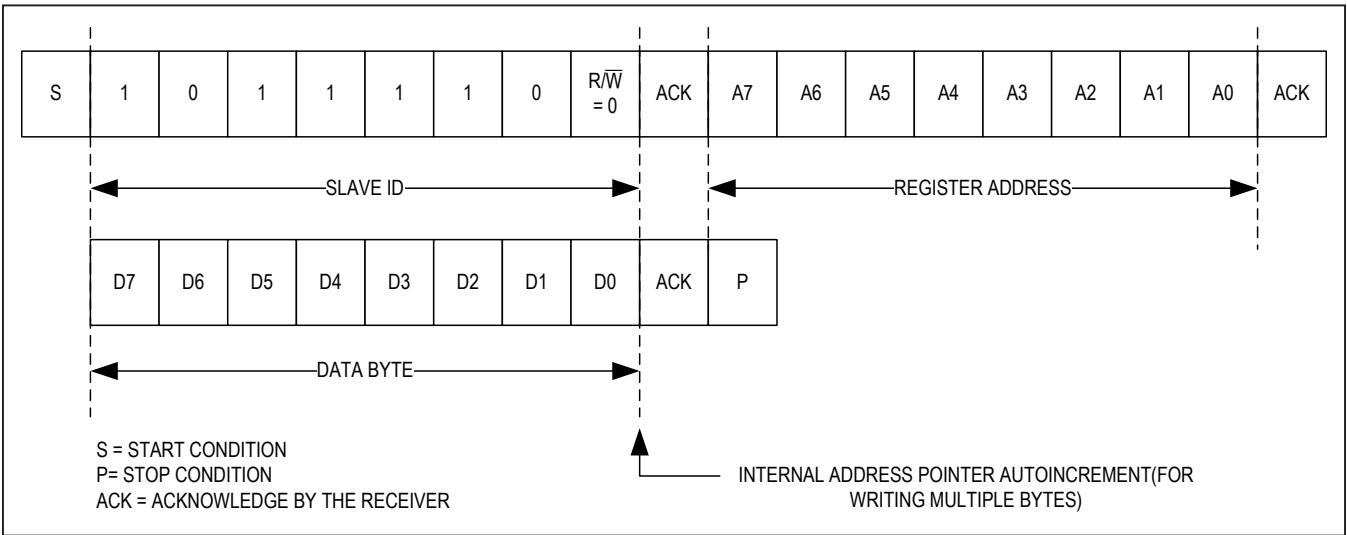 S 1 0 1 1 1 1 0 R/W̅ = 0 ACK A7 A6 A5 A4 A3 A2 A1 A0 ACK
SLAVE ID REGISTER ADDRESS
D7 D6 D5 D4 D3 D2 D1 D0 ACK P
DATA BYTE
S = START CONDITION
P= STOP CONDITION
ACK = ACKNOWLEDGE BY THE RECEIVER
INTERNAL ADDRESS POINTER AUTOINCREMENT(FOR
WRITING MULTIPLE BYTES)